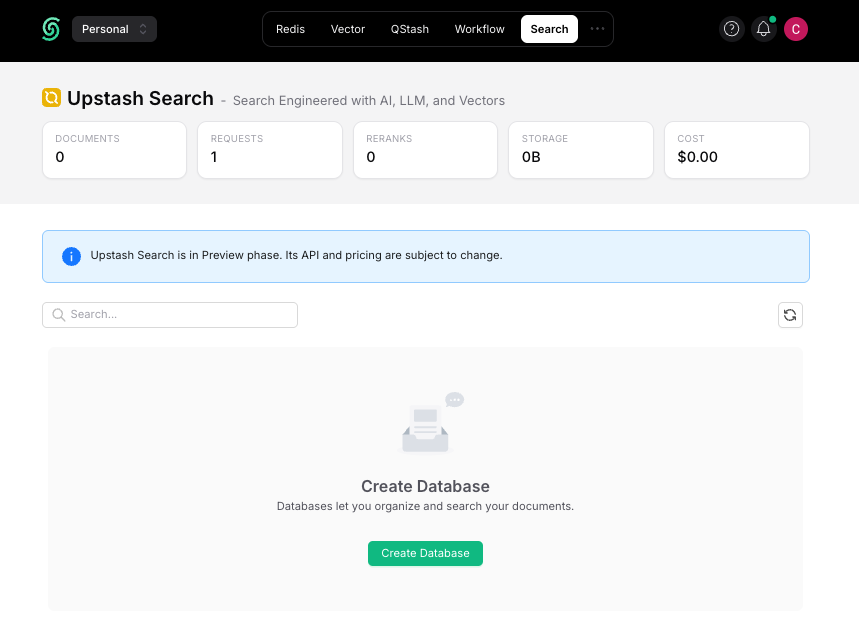 Personal Redis Vector QStash Workflow Search ··· C
Upstash Search - Search Engineered with AI, LLM, and Vectors
DOCUMENTS REQUESTS RERANKS STORAGE COST
0 1 0 0B $0.00
Upstash Search is in Preview phase. Its API and pricing are subject to change.
Search...
Create Database
Databases let you organize and search your documents.
Create Database